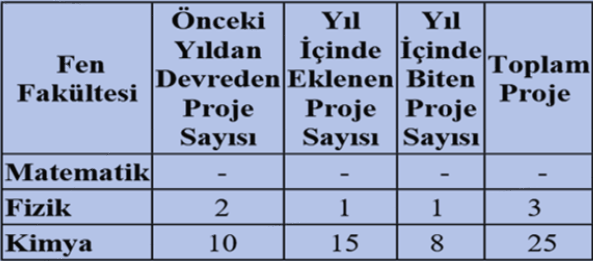 Fen Fakültesi
Önceki Yıldan Devreden Proje Sayısı
Yıl İçinde Eklenen Proje Sayısı
Yıl İçinde Biten Proje Sayısı
Toplam Proje
Matematik - - - -
Fizik 2 1 1 3
Kimya 10 15 8 25